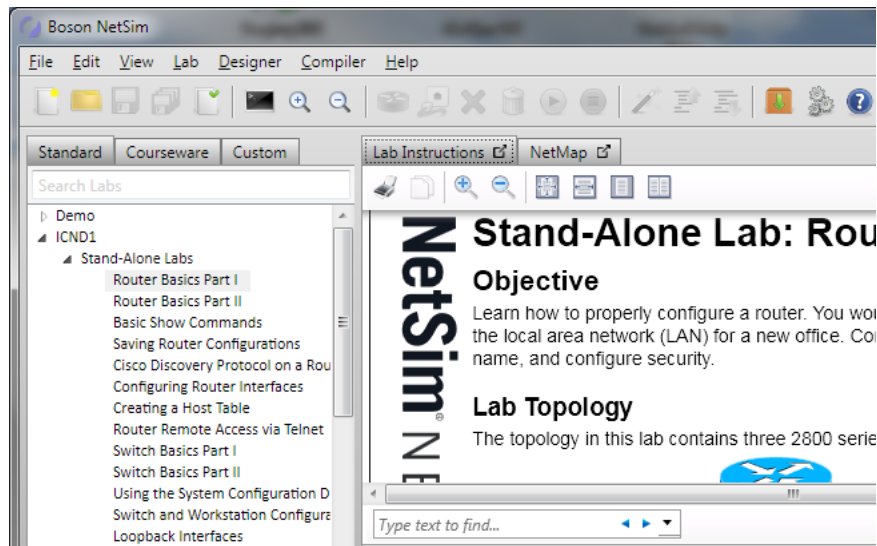 Boson NetSim
File Edit View Lab Designer Compiler Help
Standard Courseware Custom
Lab Instructions NetMap
Search Labs
Demo
ICND1
Stand-Alone Labs
Router Basics Part I
Router Basics Part II
Basic Show Commands
Saving Router Configurations
Cisco Discovery Protocol on a Rou
Configuring Router Interfaces
Creating a Host Table
Router Remote Access via Telnet
Switch Basics Part I
Switch Basics Part II
Using the System Configuration D
Switch and Workstation Configura
Loopback Interfaces
NetSim®
N E
Stand-Alone Lab: Rou
Objective
Learn how to properly configure a router. You wou
the local area network (LAN) for a new office. Co
name, and configure security.
Lab Topology
The topology in this lab contains three 2800 serie
Type text to find...